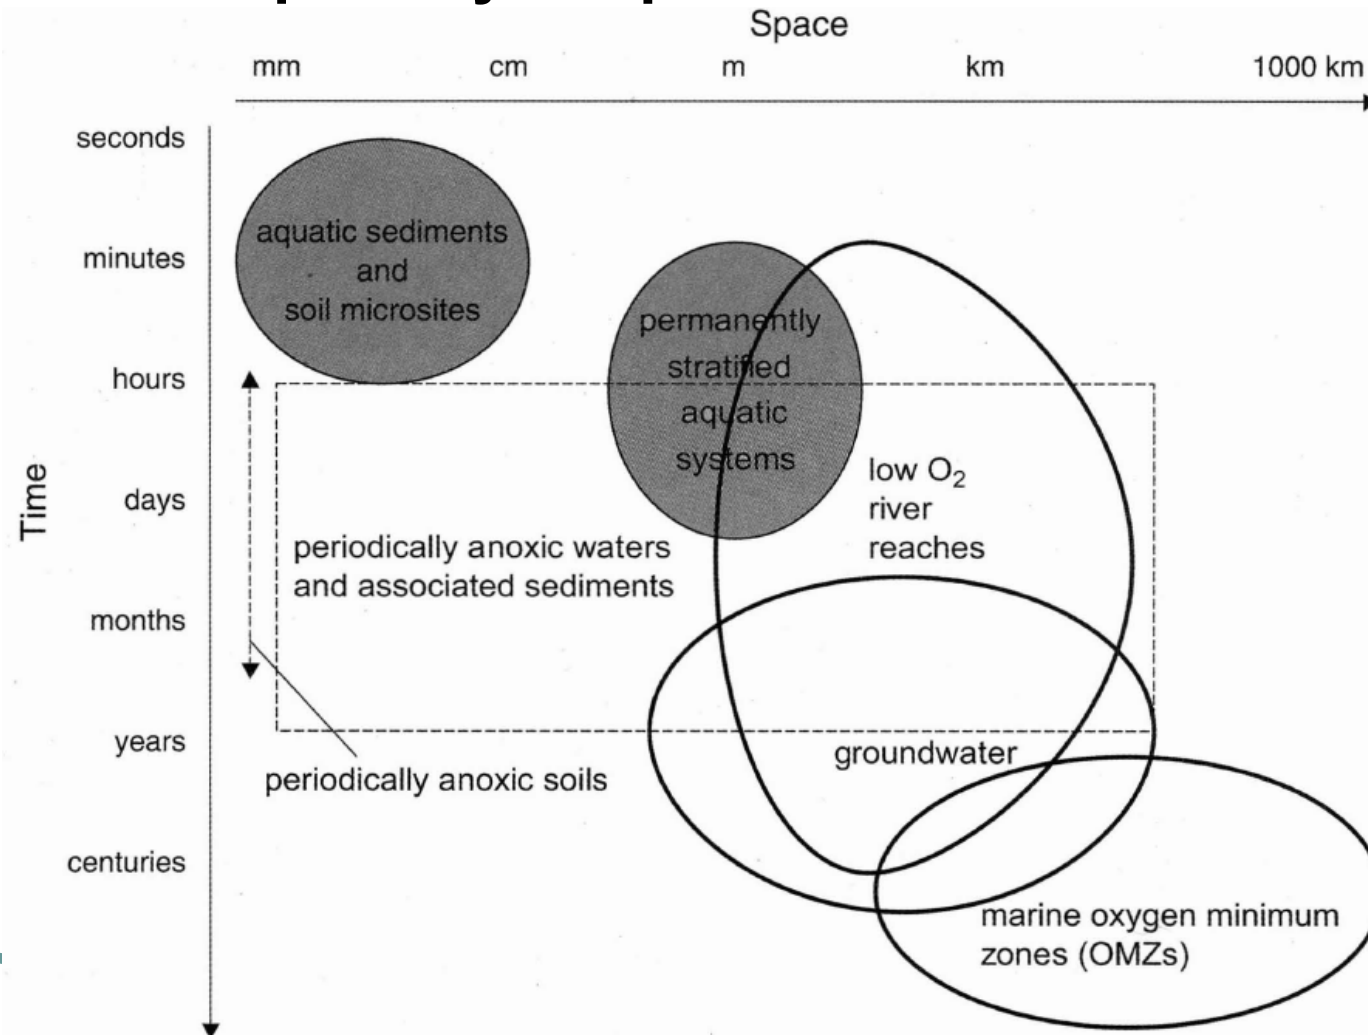 Space
mm cm m km 1000 km
Time
seconds
minutes
hours
days
months
years
centuries
aquatic sediments
and
soil microsites
permanently
stratified
aquatic
systems
low O₂
river
reaches
periodically anoxic waters
and associated sediments
groundwater
periodically anoxic soils
marine oxygen minimum
zones (OMZs)